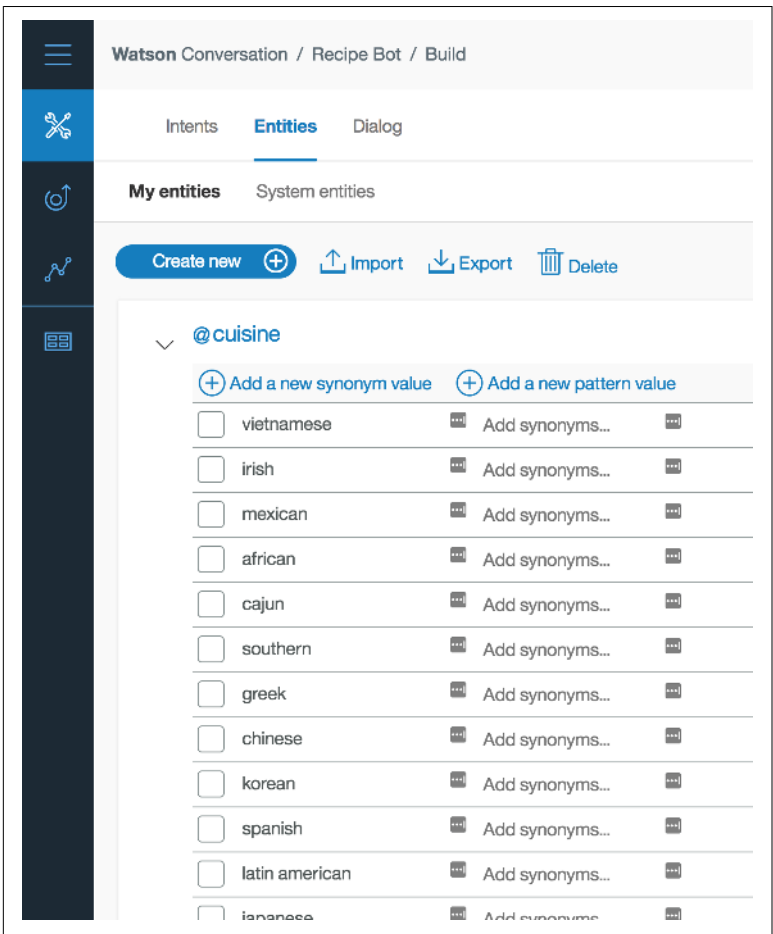 Watson Conversation / Recipe Bot / Build
Intents Entities Dialog
My entities System entities
Create new Import Export Delete
@cuisine
Add a new synonym value Add a new pattern value
vietnamese Add synonyms...
irish Add synonyms...
mexican Add synonyms...
african Add synonyms...
cajun Add synonyms...
southern Add synonyms...
greek Add synonyms...
chinese Add synonyms...
korean Add synonyms...
spanish Add synonyms...
latin american Add synonyms...
japanese Add synonyms...